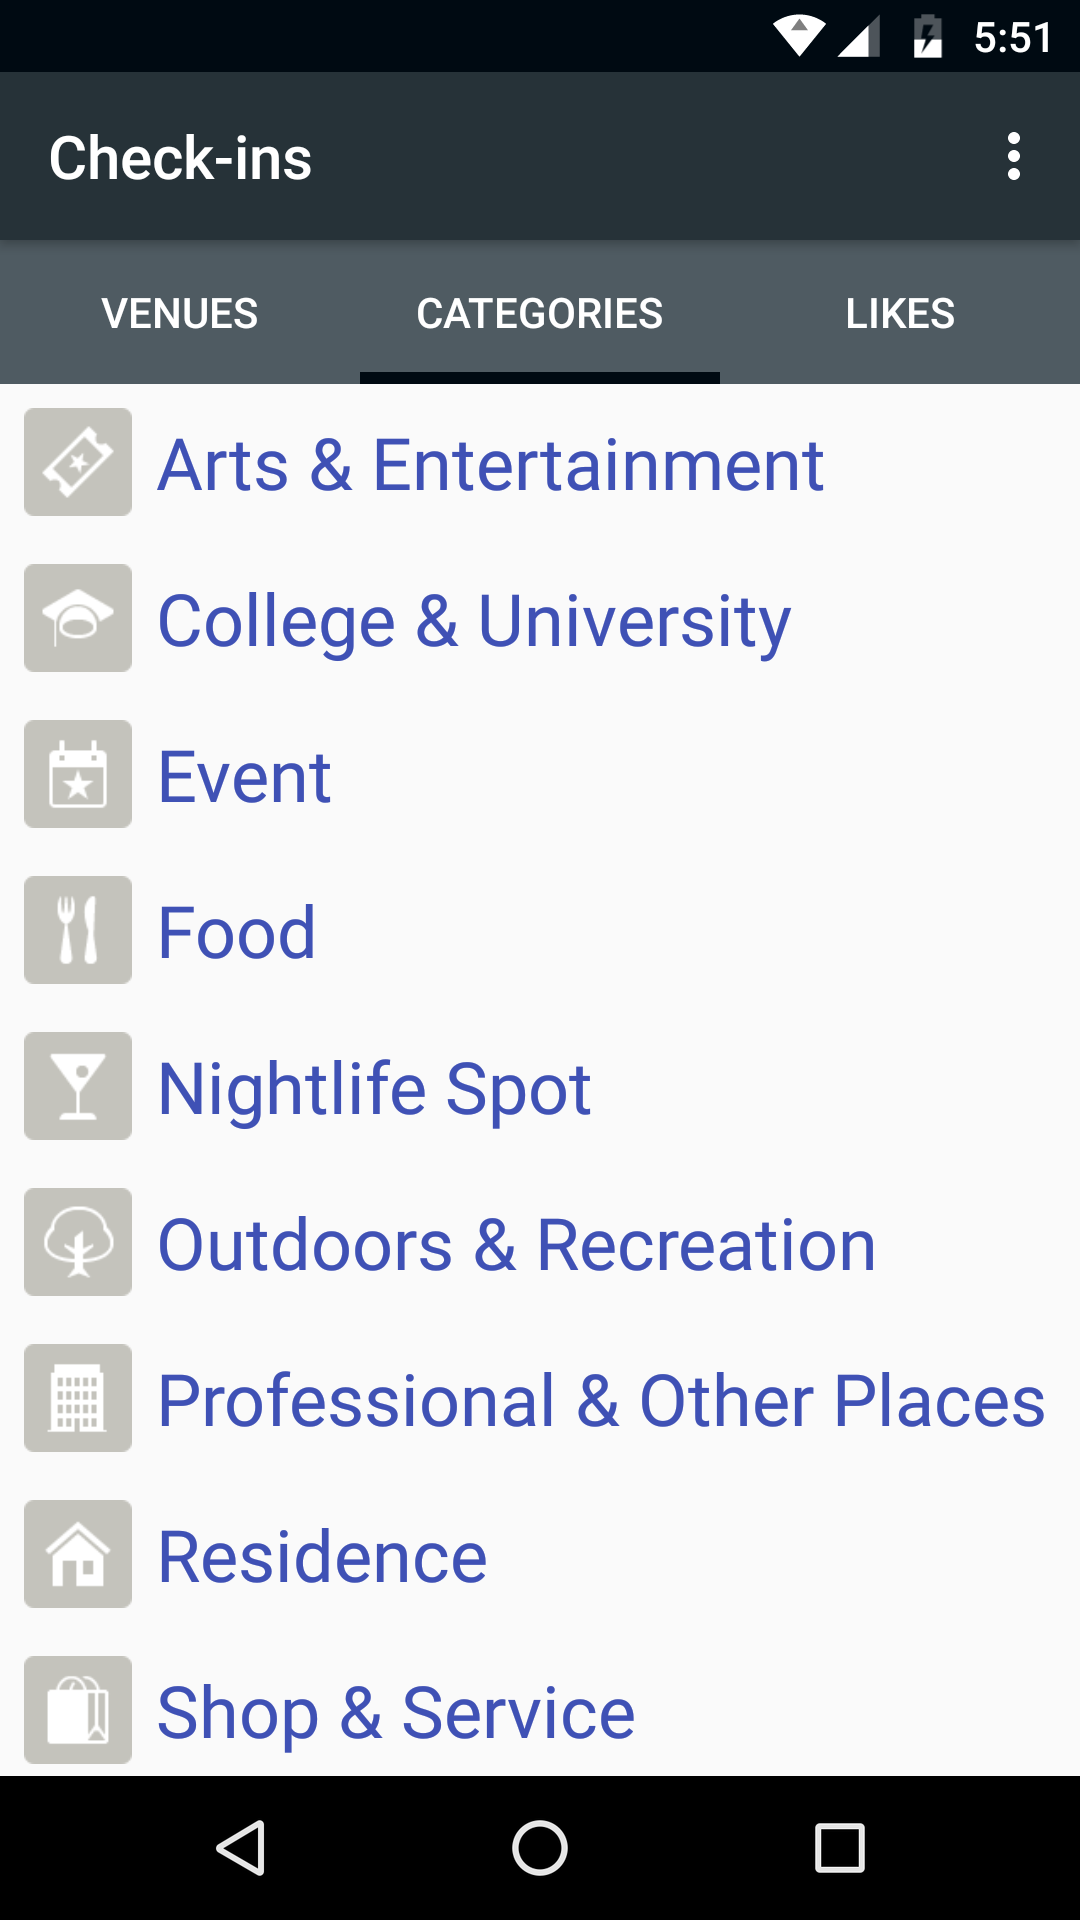 5:51
Check-ins
VENUES CATEGORIES LIKES
Arts & Entertainment
College & University
Event
Food
Nightlife Spot
Outdoors & Recreation
Professional & Other Places
Residence
Shop & Service